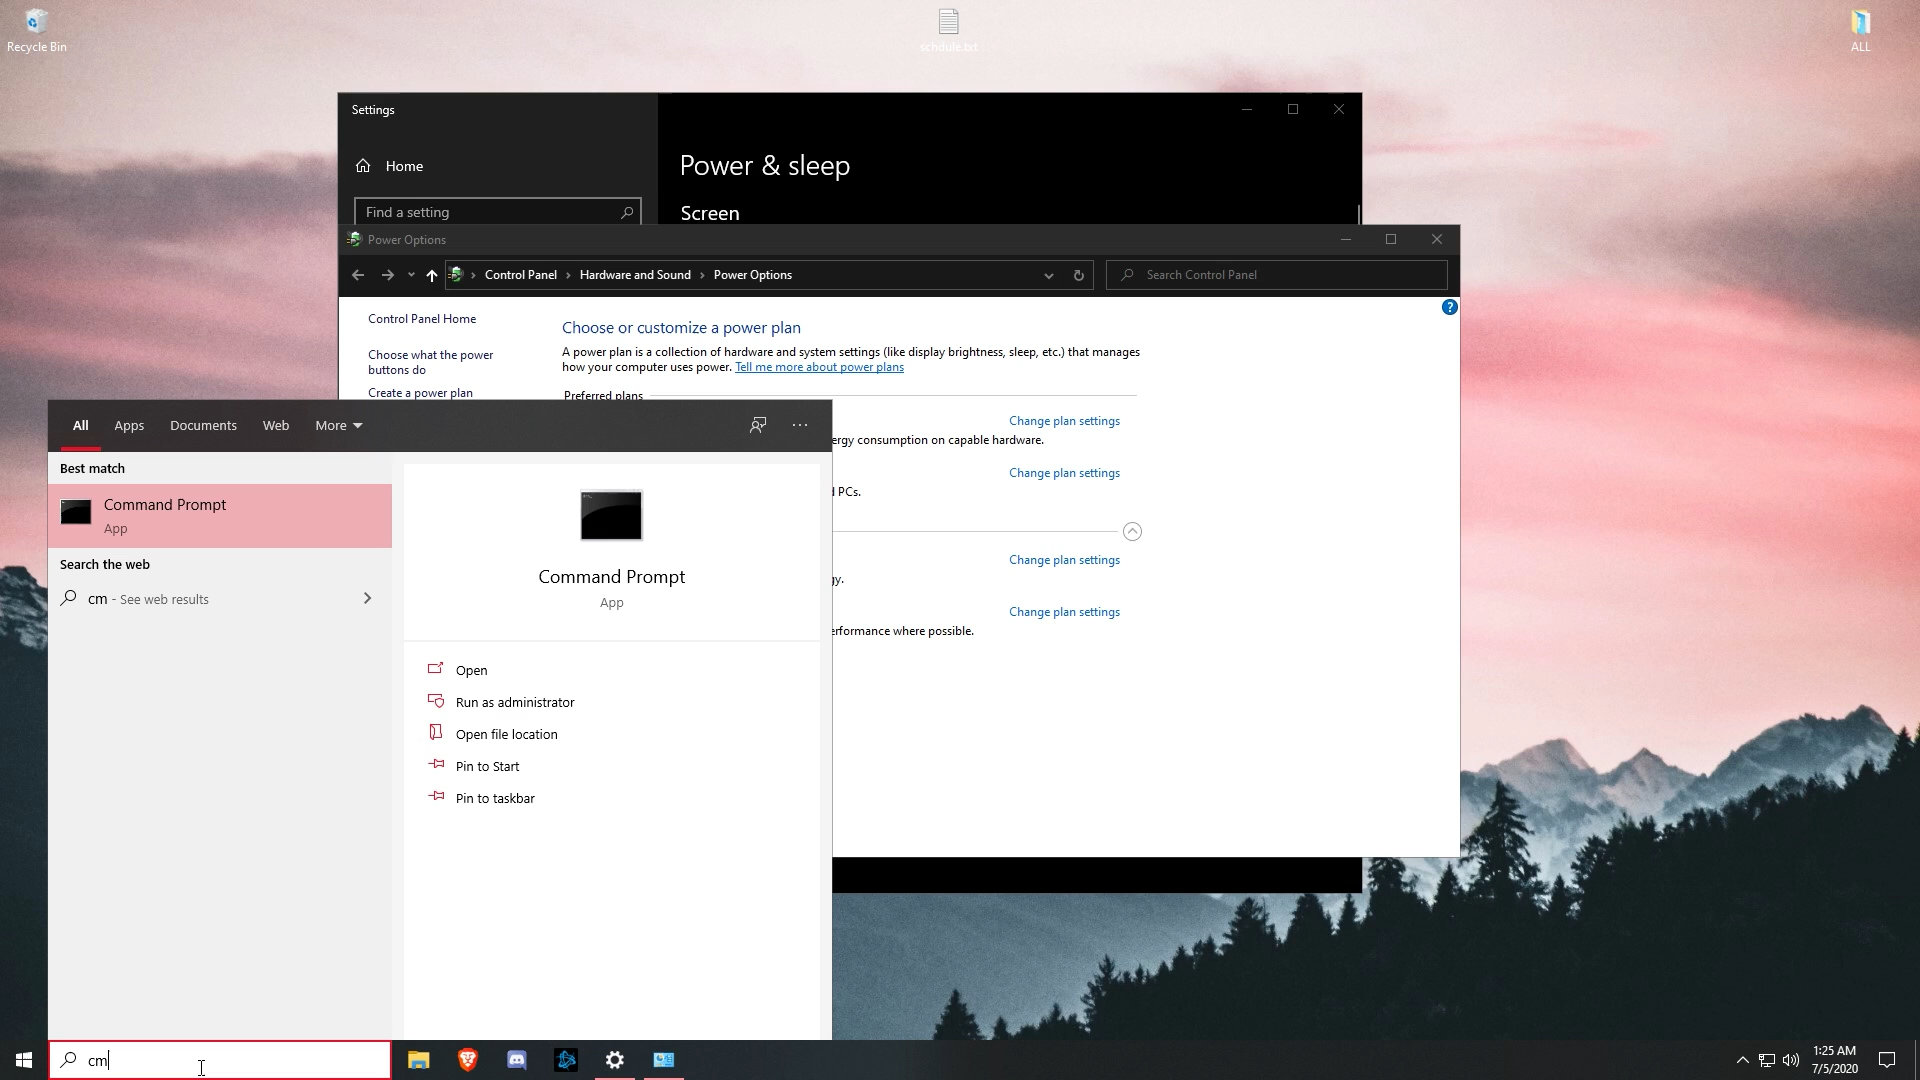 Recycle Bin
schdule.txt
ALL
Settings
Home
Find a setting
Power & sleep
Screen
Power Options
Control Panel
Hardware and Sound
Power Options
Search Control Panel
Control Panel Home
Choose what the power
buttons do
Create a power plan
Choose or customize a power plan
A power plan is a collection of hardware and system settings (like display brightness, sleep, etc.) that manages
how your computer uses power. Tell me more about power plans
Preferred plans
Change plan settings
ergy consumption on capable hardware.
Change plan settings
PCs.
Change plan settings
gy.
Change plan settings
erformance where possible.
All
Apps
Documents
Web
More
Best match
Command Prompt
App
Search the web
cm - See web results
Command Prompt
App
Open
Run as administrator
Open file location
Pin to Start
Pin to taskbar
cm
1:25 AM
7/5/2020